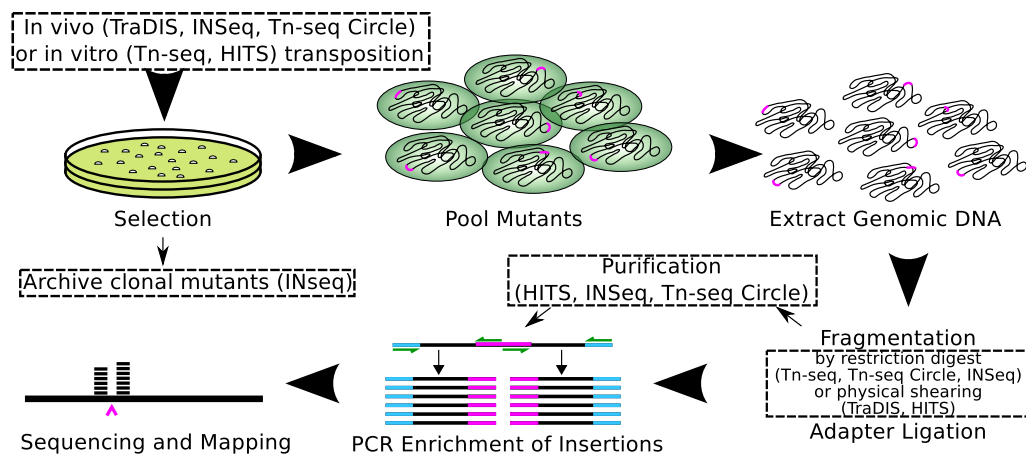 In vivo (TraDIS, INSeq, Tn-seq Circle)
or in vitro (Tn-seq, HITS) transposition
Selection
Pool Mutants
Extract Genomic DNA
Archive clonal mutants (INseq)
Purification
(HITS, INSeq, Tn-seq Circle)
Fragmentation
by restriction digest
(Tn-seq, Tn-seq Circle, INSeq)
or physical shearing
(TraDIS, HITS)
Adapter Ligation
PCR Enrichment of Insertions
Sequencing and Mapping